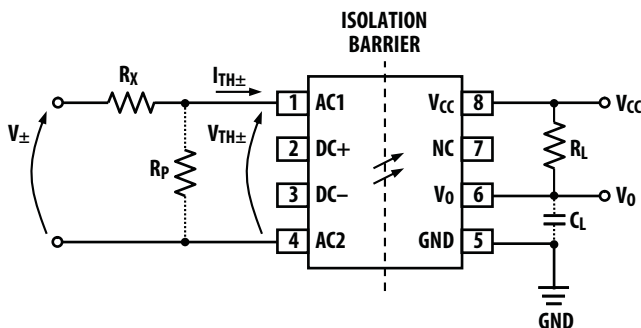 ISOLATION
BARRIER
RX
ITH±
1 AC1
VCC 8
VCC
V±
RP
VTH±
2 DC+
NC 7
RL
3 DC–
VO 6
VO
CL
4 AC2
GND 5
GND